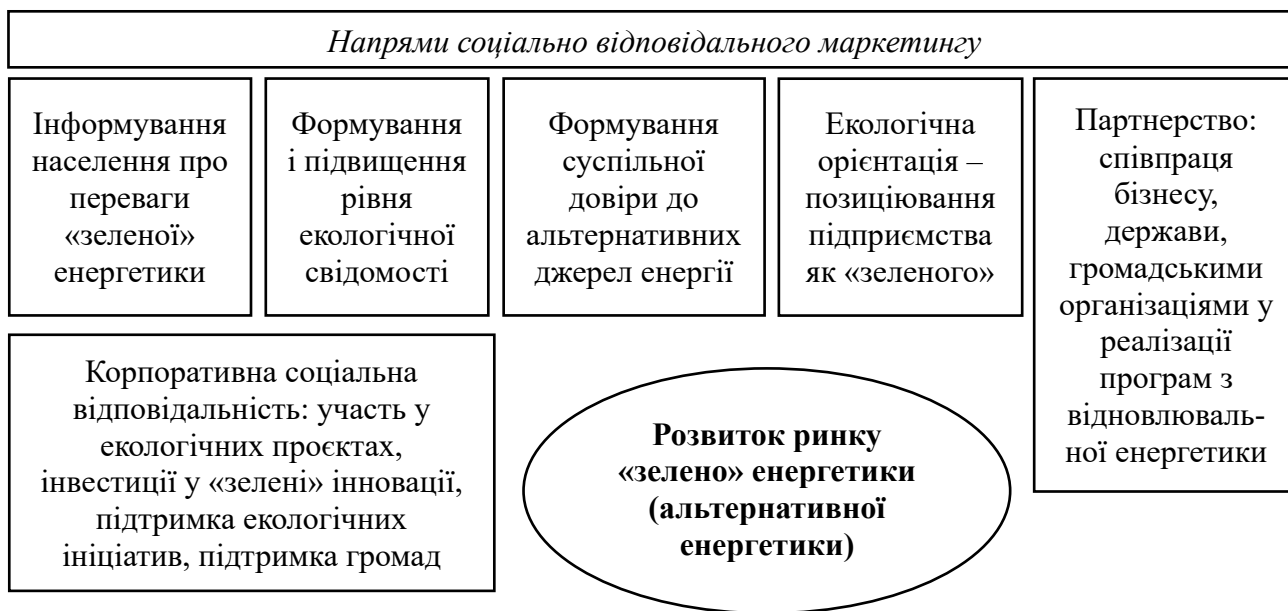 Напрями соціально відповідального маркетингу
Інформування
населення про
переваги
«зеленої»
енергетики
Формування
і підвищення
рівня
екологічної
свідомості
Формування
суспільної
довіри до
альтернативних
джерел енергії
Екологічна
орієнтація –
позиціювання
підприємства
як «зеленого»
Партнерство:
співпраця
бізнесу,
держави,
громадськими
організаціями у
реалізації
програм з
відновлюваль-
ної енергетики
Корпоративна соціальна
відповідальність: участь у
екологічних проєктах,
інвестиції у «зелені» інновації,
підтримка екологічних
ініціатив, підтримка громад
Розвиток ринку
«зелено» енергетики
(альтернативної
енергетики)